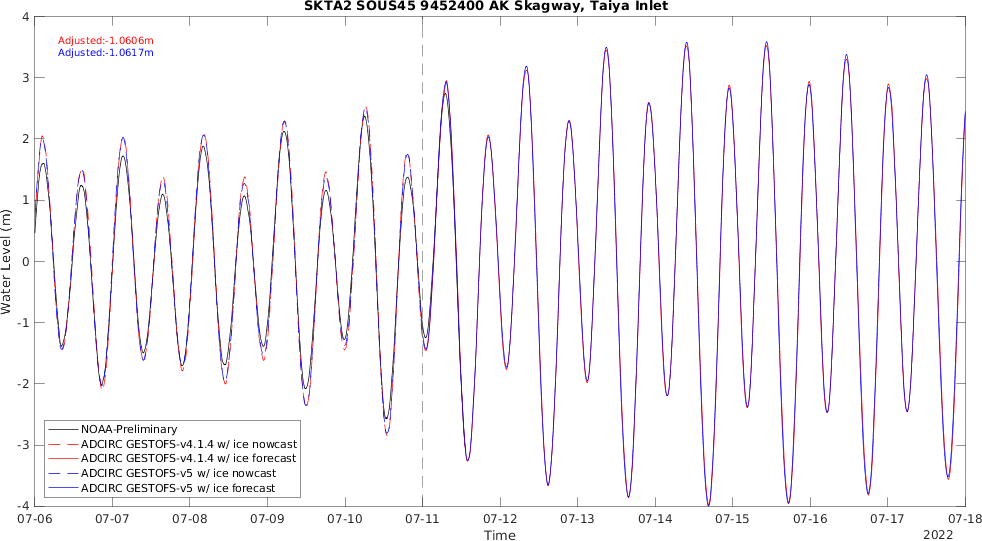 SKTA2 SOUS45 9452400 AK Skagway, Taiya Inlet
Adjusted:-1.0606m
Adjusted:-1.0617m
Water Level (m)
4
3
2
1
0
-1
-2
-3
-4
NOAA-Preliminary
ADCIRC GESTOFS-v4.1.4 w/ ice nowcast
ADCIRC GESTOFS-v4.1.4 w/ ice forecast
ADCIRC GESTOFS-v5 w/ ice nowcast
ADCIRC GESTOFS-v5 w/ ice forecast
07-06 07-07 07-08 07-09 07-10 07-11 07-12 07-13 07-14 07-15 07-16 07-17 07-18
Time
2022